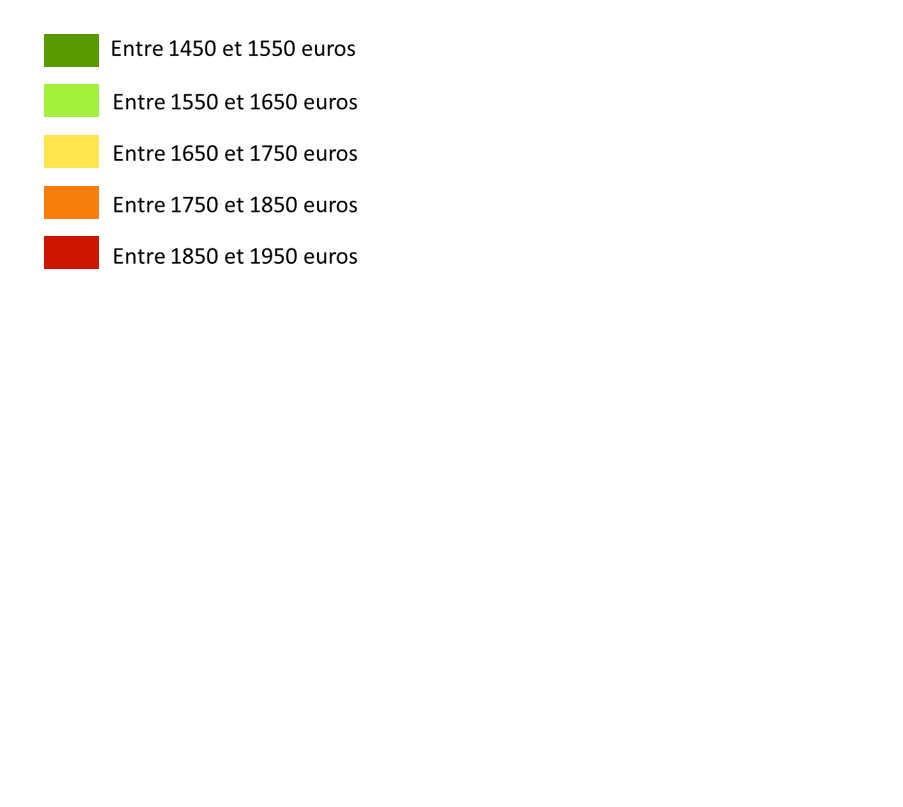 Entre 1450 et 1550 euros
Entre 1550 et 1650 euros
Entre 1650 et 1750 euros
Entre 1750 et 1850 euros
Entre 1850 et 1950 euros